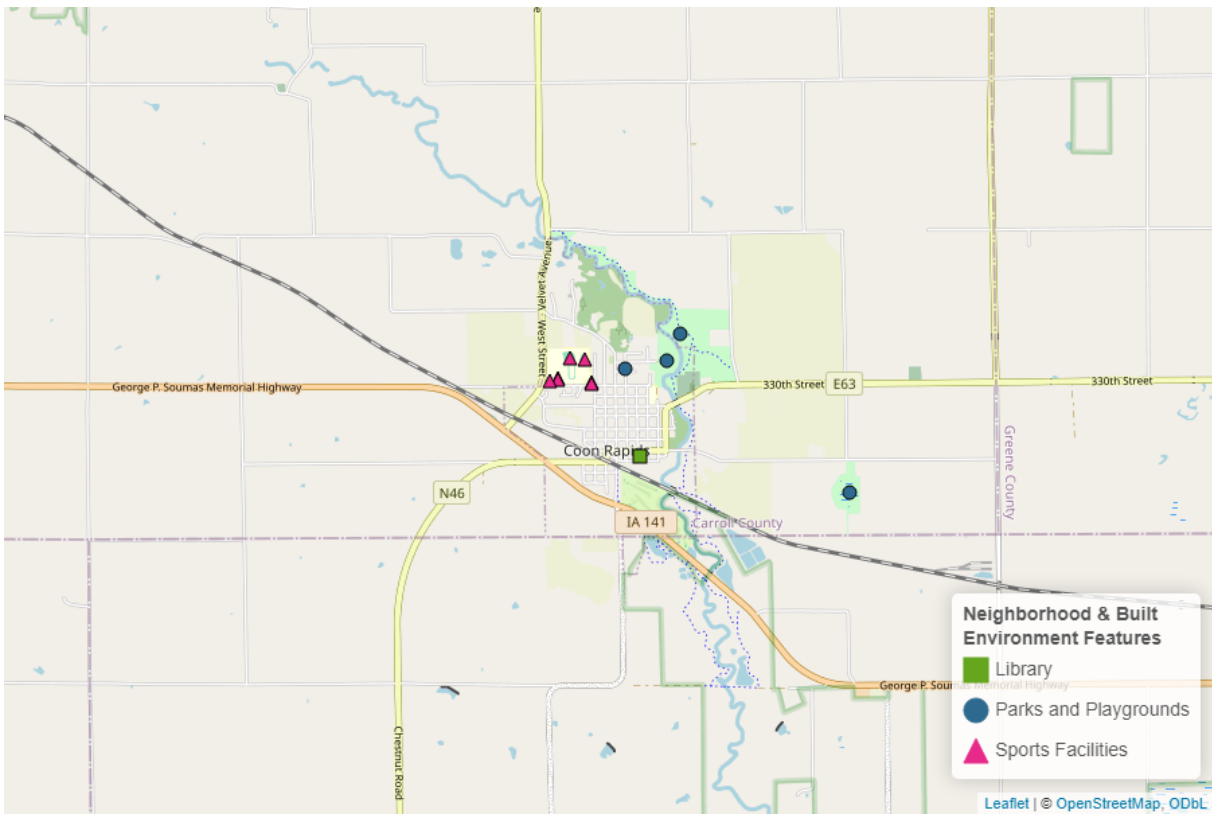 e
Velvet Avenue
West Street
George P. Soumas Memorial Highway
330th Street
E63
330th Street
Coon Rapids
N46
IA 141
Carroll County
Greene County
Chestnut Road
George P. Soumas Memorial Highway
Neighborhood & Built
Environment Features
Library
Parks and Playgrounds
Sports Facilities
Leaflet | © OpenStreetMap, ODbL